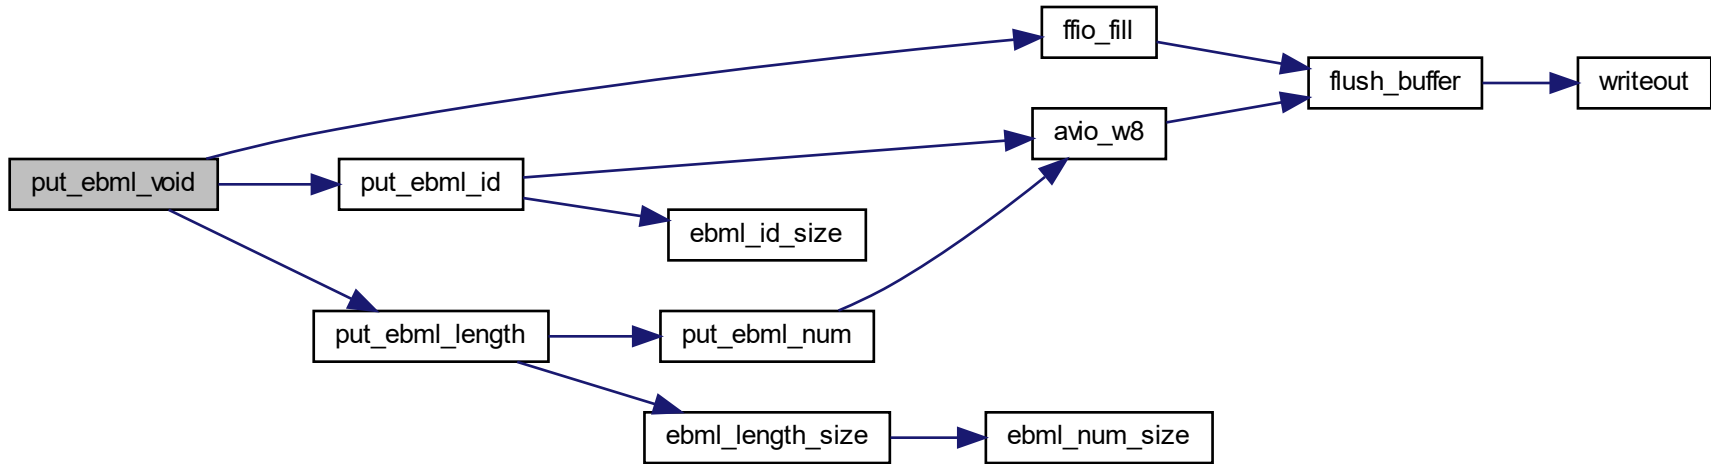 ffio_fill
flush_buffer
writeout
avio_w8
put_ebml_void
put_ebml_id
ebml_id_size
put_ebml_length
put_ebml_num
ebml_length_size
ebml_num_size